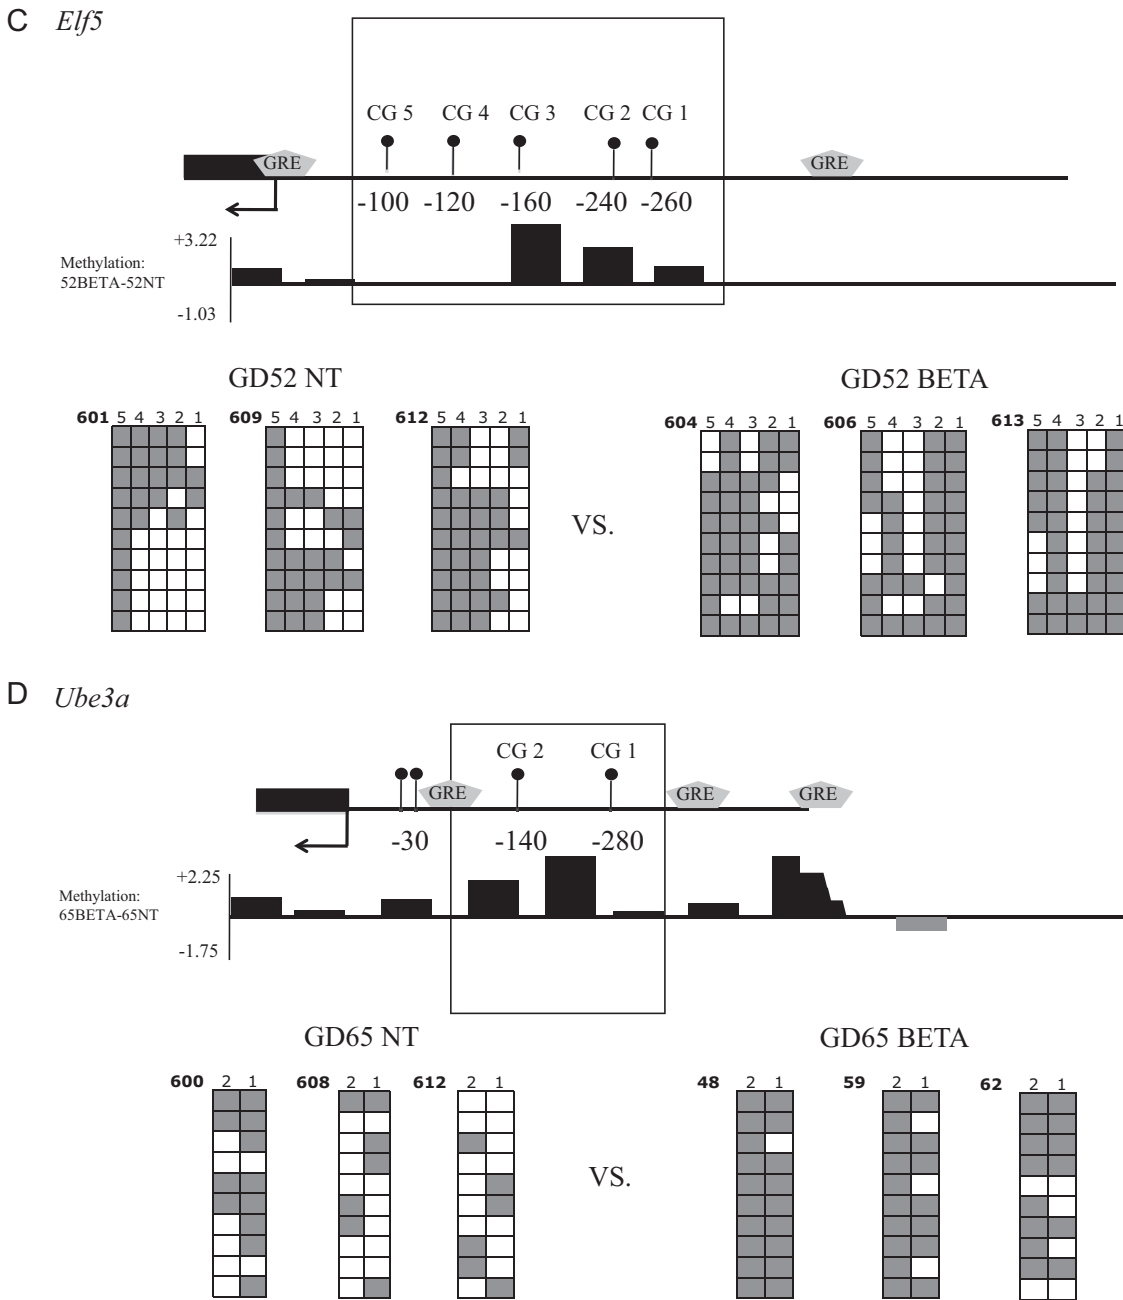 C Elf5
CG 5 CG 4 CG 3 CG 2 CG 1
GRE GRE
-100 -120 -160 -240 -260
+3.22
Methylation:
52BETA-52NT
-1.03
GD52 NT GD52 BETA
601 5 4 3 2 1 609 5 4 3 2 1 612 5 4 3 2 1 604 5 4 3 2 1 606 5 4 3 2 1 613 5 4 3 2 1
VS.
D Ube3a
CG 2 CG 1
GRE GRE GRE
-30 -140 -280
+2.25
Methylation:
65BETA-65NT
-1.75
GD65 NT GD65 BETA
600 2 1 608 2 1 612 2 1 48 2 1 59 2 1 62 2 1
VS.